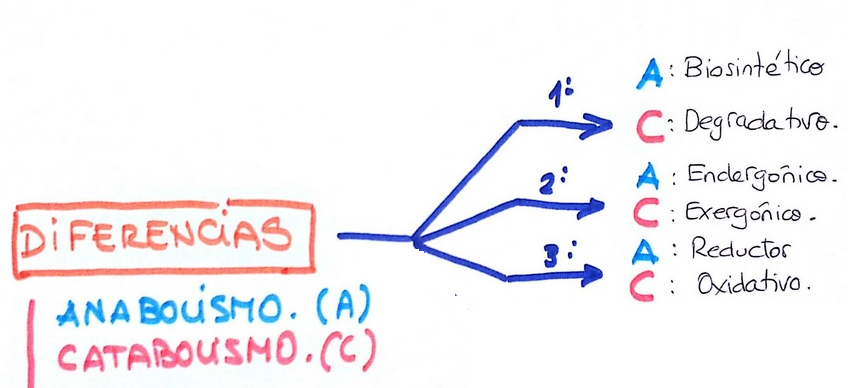 DIFERENCIAS
ANABOLISMO. (A)
CATABOLISMO. (C)
1:
A: Biosintético
C: Degradativo.
2:
A: Endergónico.
C: Exergónico.
3:
A: Reductor
C: Oxidativo.